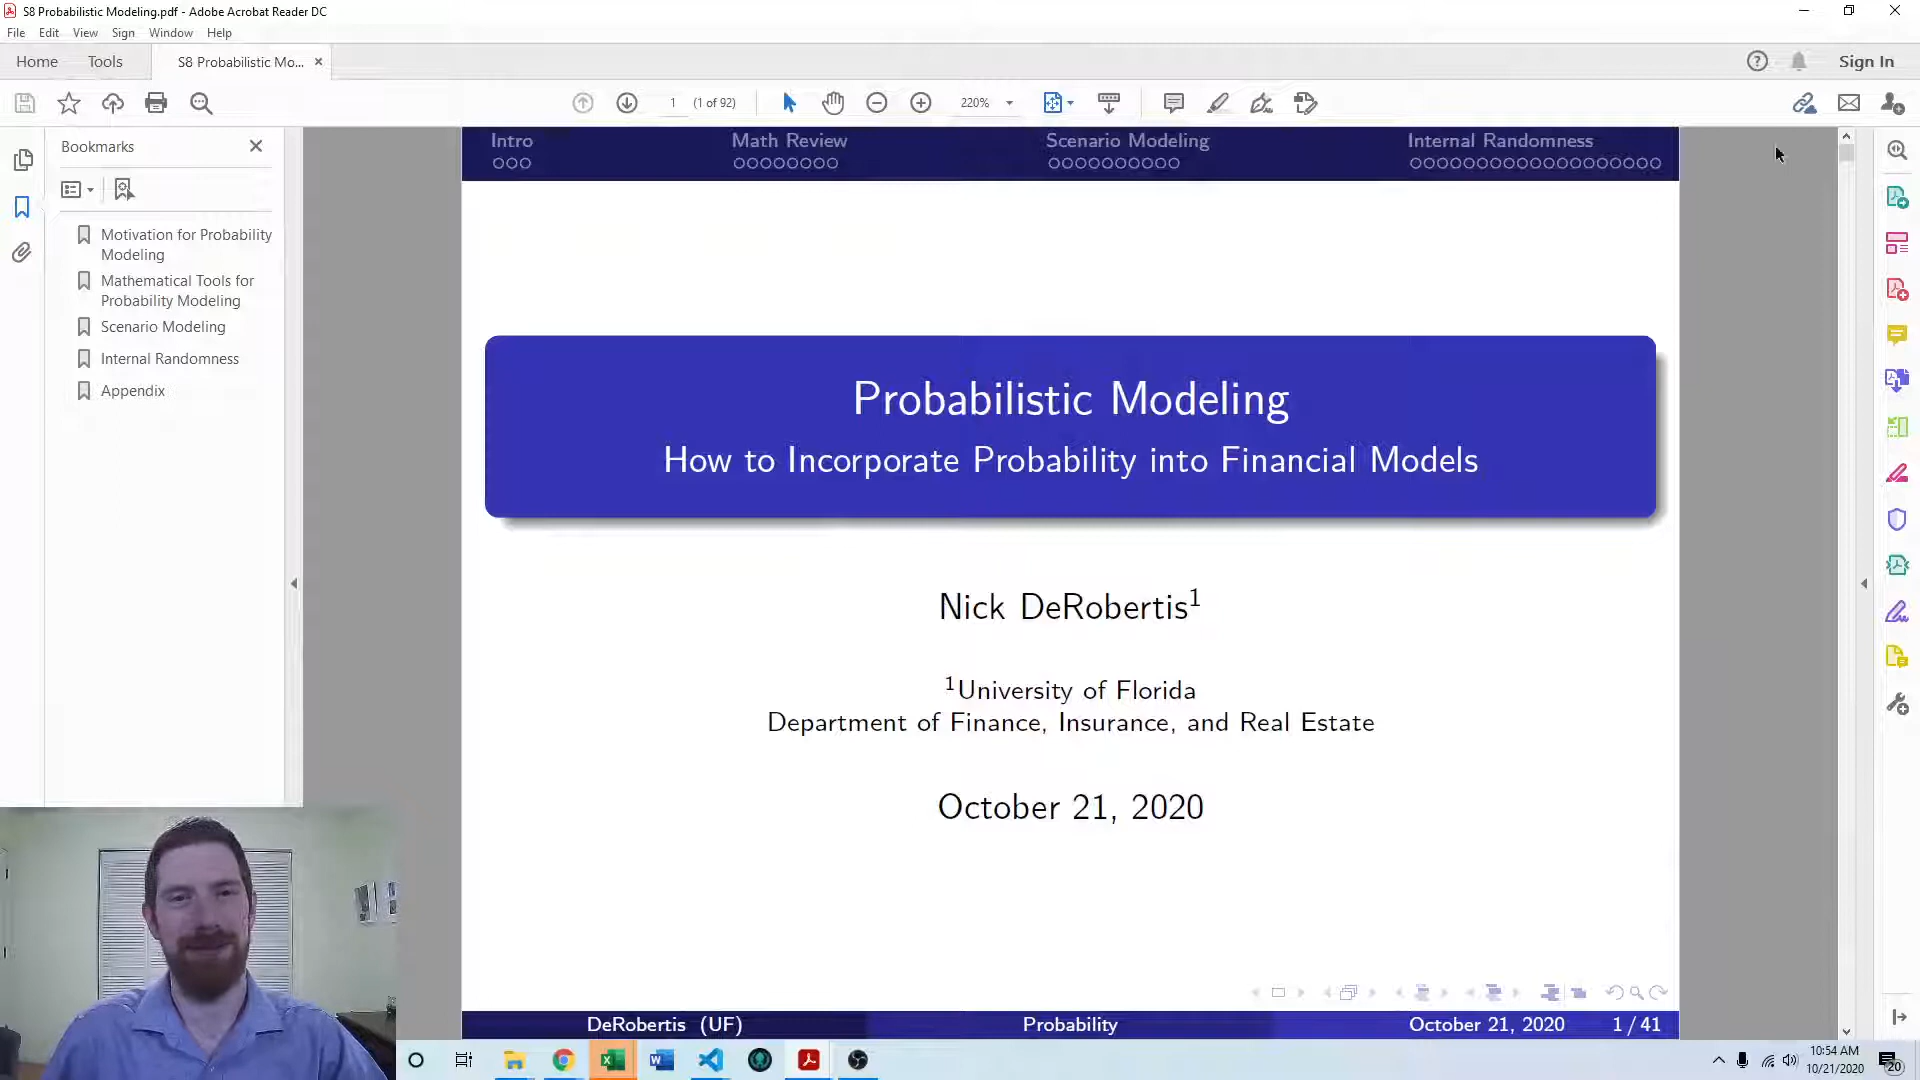 S8 Probabilistic Modeling.pdf - Adobe Acrobat Reader DC
File Edit View Sign Window Help
Home Tools S8 Probabilistic Mo... Sign In
1 (1 of 92) 220%
Bookmarks
Motivation for Probability
Modeling
Mathematical Tools for
Probability Modeling
Scenario Modeling
Internal Randomness
Appendix
Intro Math Review Scenario Modeling Internal Randomness
Probabilistic Modeling
How to Incorporate Probability into Financial Models
Nick DeRobertis¹
¹University of Florida
Department of Finance, Insurance, and Real Estate
October 21, 2020
DeRobertis (UF) Probability October 21, 2020 1 / 41
10:54 AM
10/21/2020
20